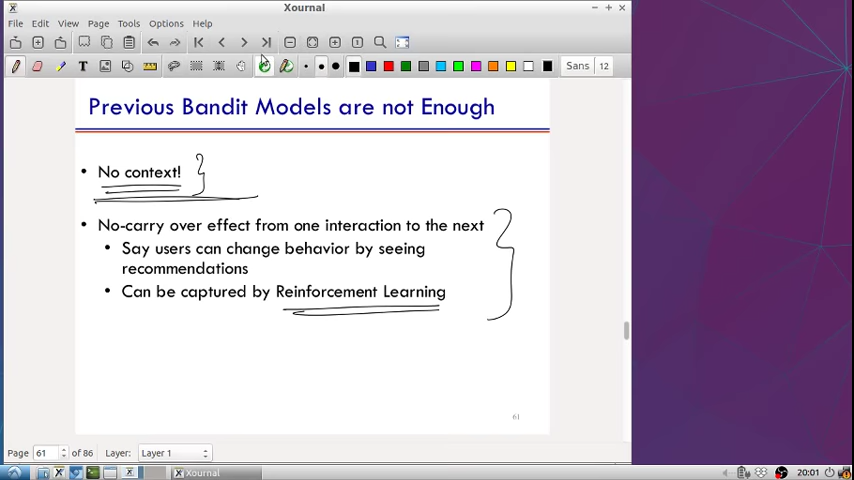 Xournal
File Edit View Page Tools Options Help
Sans 12
Previous Bandit Models are not Enough
• No context!
• No-carry over effect from one interaction to the next
• Say users can change behavior by seeing
recommendations
• Can be captured by Reinforcement Learning
61
Page 61 of 86 Layer: Layer 1
Xournal 20:01